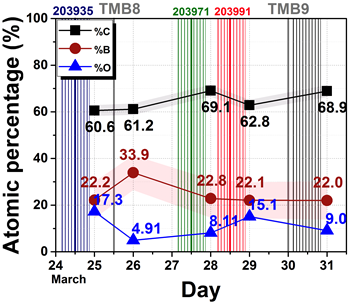 203935 TMB8 203971 203991 TMB9
Atomic percentage (%)
100
80
60
40
20
0
%C
%B
%O
60.6
61.2
69.1
62.8
68.9
22.2
33.9
22.8
22.1
22.0
17.3
4.91
8.11
15.1
9.0
24 25 26 27 28 29 30 31
March
Day